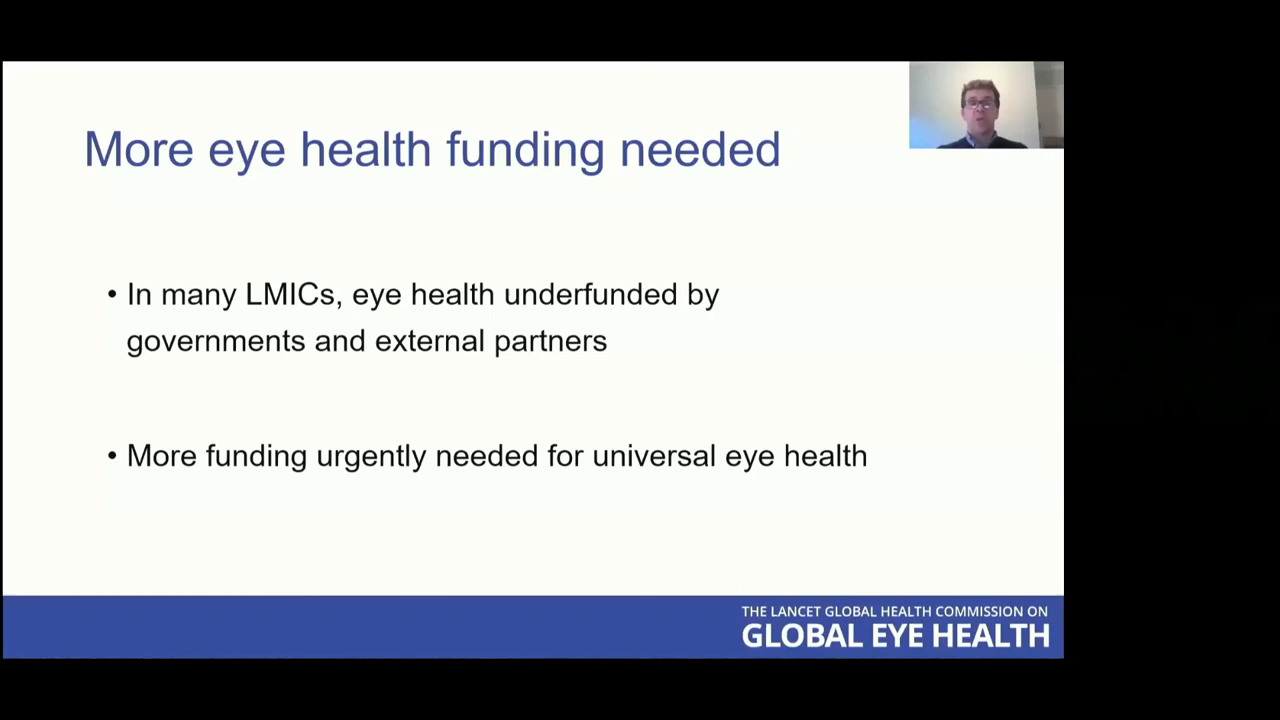 More eye health funding needed
• In many LMICs, eye health underfunded by
governments and external partners
• More funding urgently needed for universal eye health
THE LANCET GLOBAL HEALTH COMMISSION ON
GLOBAL EYE HEALTH